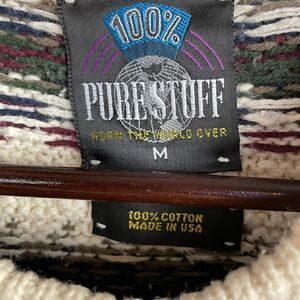 100%
PURE STUFF
WORN THE WORLD OVER
M
100% COTTON
MADE IN USA